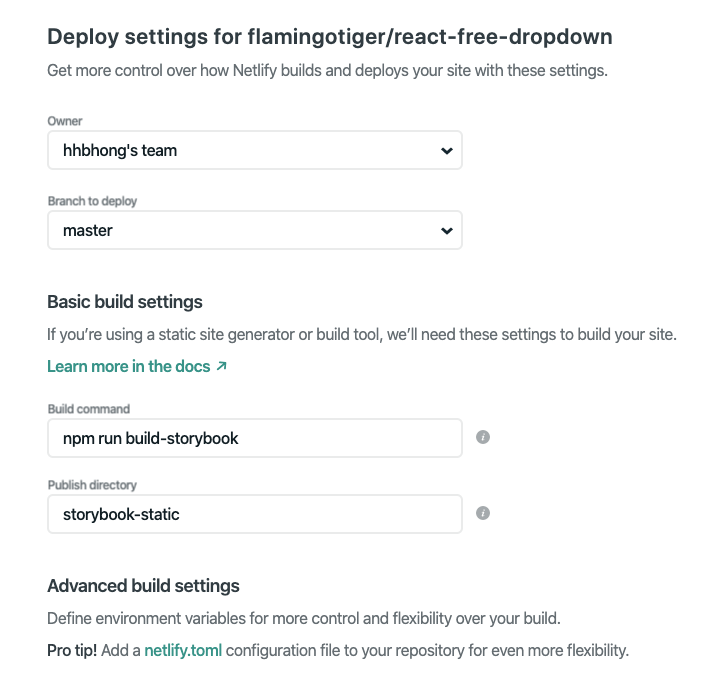 Deploy settings for flamingotiger/react-free-dropdown
Get more control over how Netlify builds and deploys your site with these settings.
Owner
hhbhong's team
Branch to deploy
master
Basic build settings
If you’re using a static site generator or build tool, we’ll need these settings to build your site.
Learn more in the docs ↗
Build command
npm run build-storybook
Publish directory
storybook-static
Advanced build settings
Define environment variables for more control and flexibility over your build.
Pro tip! Add a netlify.toml configuration file to your repository for even more flexibility.